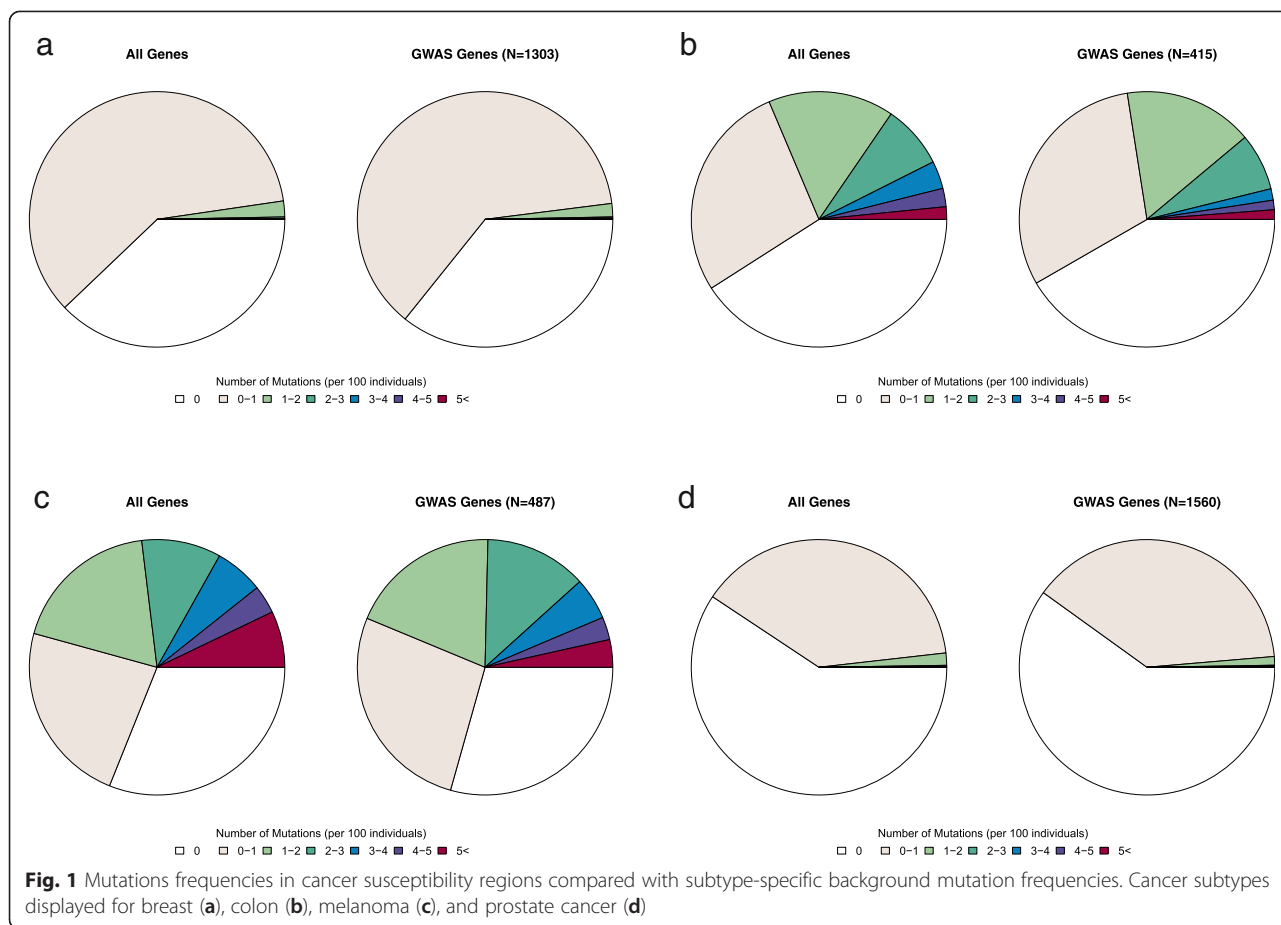 a
All Genes
GWAS Genes (N=1303)
Number of Mutations (per 100 individuals)
0 0−1 1−2 2−3 3−4 4−5 5<
b
All Genes
GWAS Genes (N=415)
Number of Mutations (per 100 individuals)
0 0−1 1−2 2−3 3−4 4−5 5<
c
All Genes
GWAS Genes (N=487)
Number of Mutations (per 100 individuals)
0 0−1 1−2 2−3 3−4 4−5 5<
d
All Genes
GWAS Genes (N=1560)
Number of Mutations (per 100 individuals)
0 0−1 1−2 2−3 3−4 4−5 5<
Fig. 1 Mutations frequencies in cancer susceptibility regions compared with subtype-specific background mutation frequencies. Cancer subtypes
displayed for breast (a), colon (b), melanoma (c), and prostate cancer (d)